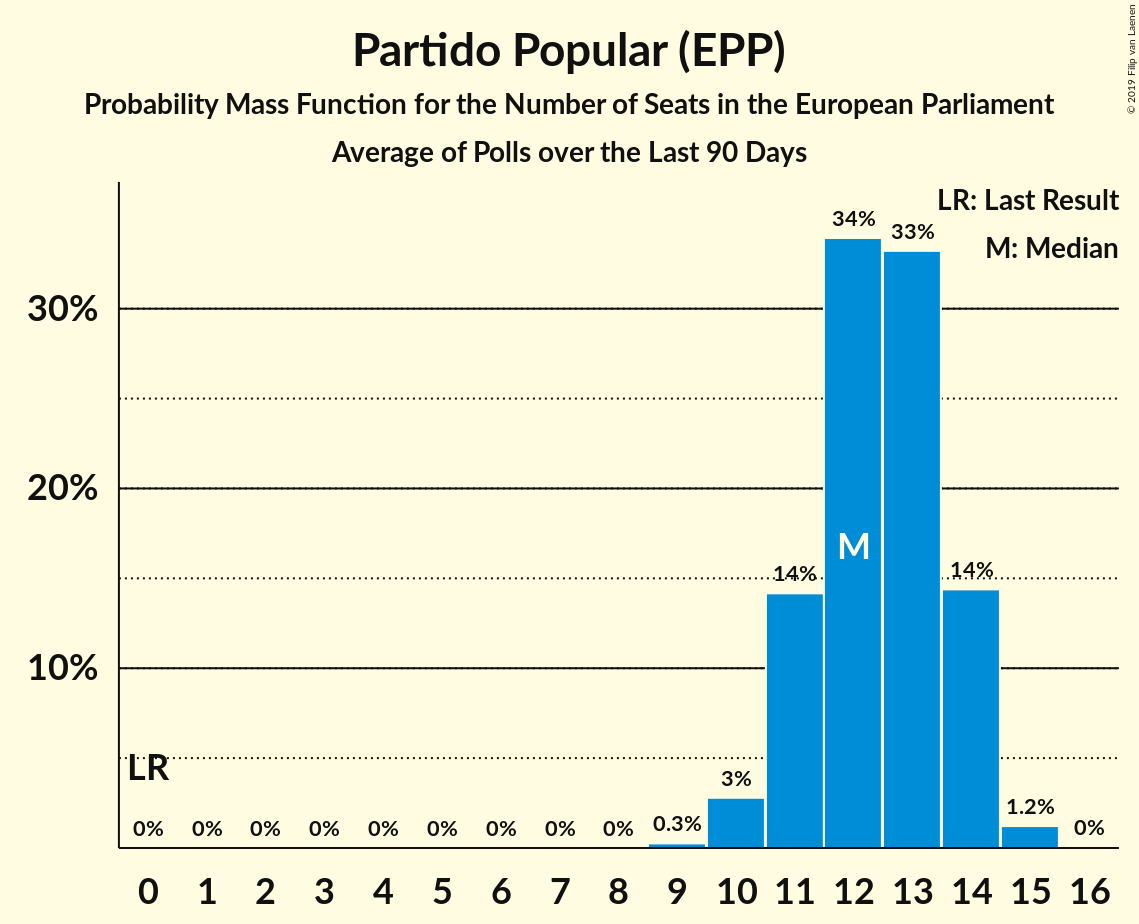 Partido Popular (EPP)
Probability Mass Function for the Number of Seats in the European Parliament
Average of Polls over the Last 90 Days
© 2019 Filip van Laenen
LR: Last Result
M: Median
34%
33%
30%
20%
M
14%
14%
10%
LR
3%
1.2%
0% 0% 0% 0% 0% 0% 0% 0% 0% 0.3% 0%
0 1 2 3 4 5 6 7 8 9 10 11 12 13 14 15 16